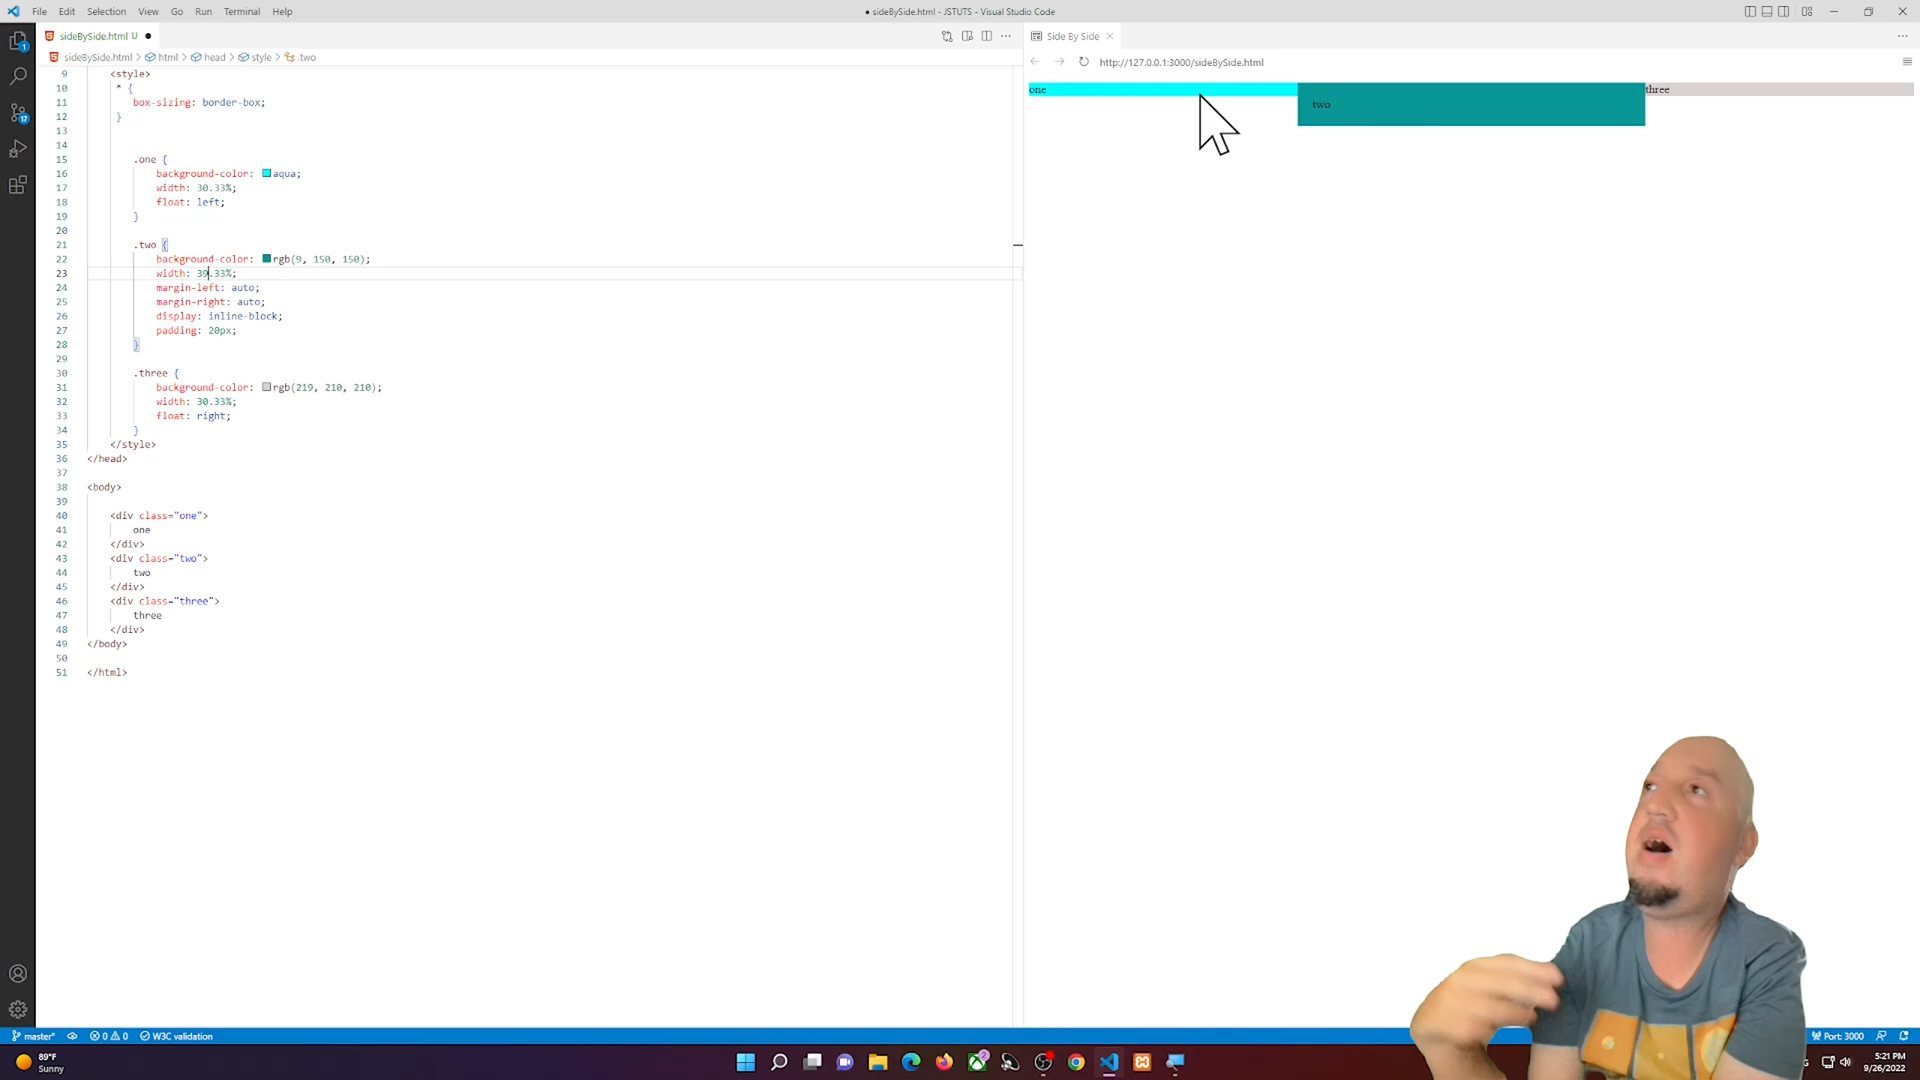 File Edit Selection View Go Run Terminal Help
● sideBySide.html - JSTUTS - Visual Studio Code
sideBySide.html U ●
sideBySide.html > html > head > style > .two
9 <style>
10 * {
11 box-sizing: border-box;
12 }
13
14
15 .one {
16 background-color: aqua;
17 width: 30.33%;
18 float: left;
19 }
20
21 .two {
22 background-color: rgb(9, 150, 150);
23 width: 39.33%;
24 margin-left: auto;
25 margin-right: auto;
26 display: inline-block;
27 padding: 20px;
28 }
29
30 .three {
31 background-color: rgb(219, 210, 210);
32 width: 30.33%;
33 float: right;
34 }
35 </style>
36 </head>
37
38 <body>
39
40 <div class="one">
41 one
42 </div>
43 <div class="two">
44 two
45 </div>
46 <div class="three">
47 three
48 </div>
49 </body>
50
51 </html>
Side By Side
http://127.0.0.1:3000/sideBySide.html
one
two
three
1
17
master* 0 0 W3C validation
Port: 3000
89°F
Sunny
2
5:21 PM
9/26/2022